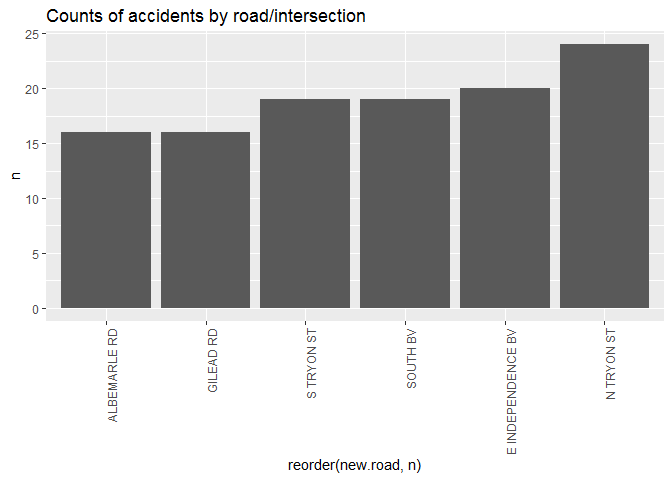 Counts of accidents by road/intersection
n
25
20
15
10
5
0
ALBEMARLE RD
GILEAD RD
S TRYON ST
SOUTH BV
E INDEPENDENCE BV
N TRYON ST
reorder(new.road, n)